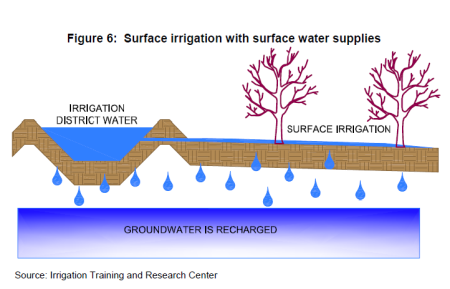 Figure 6:  Surface irrigation with surface water supplies
IRRIGATION
DISTRICT WATER
SURFACE IRRIGATION
GROUNDWATER IS RECHARGED
Source: Irrigation Training and Research Center